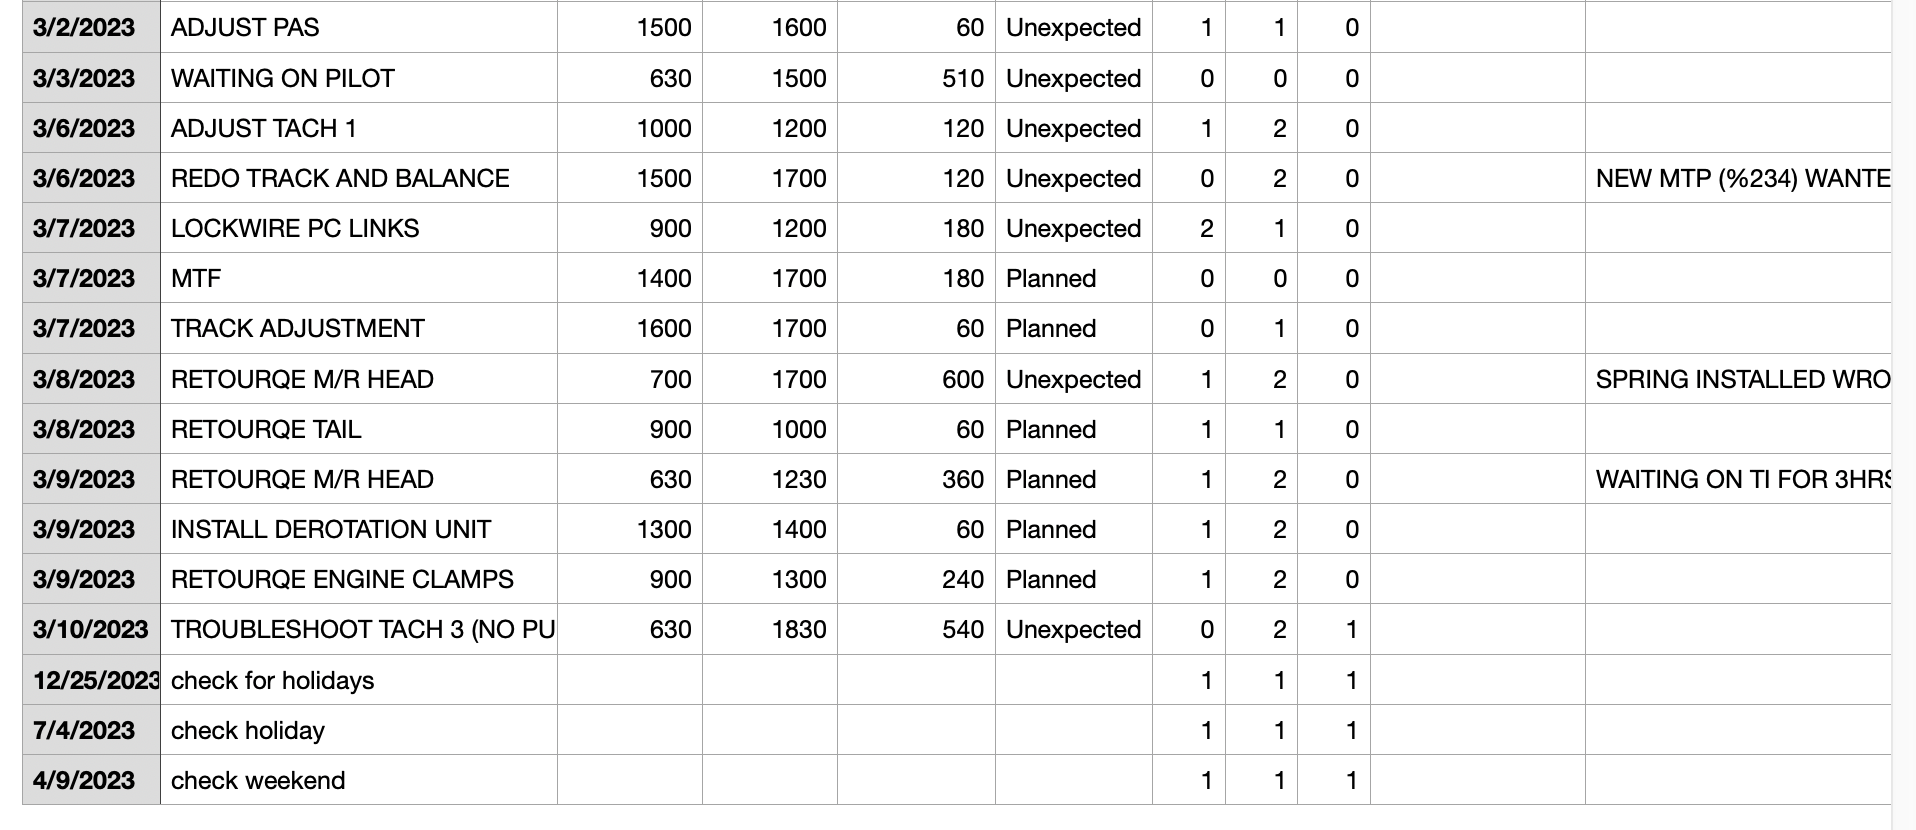 3/2/2023 ADJUST PAS 1500 1600 60 Unexpected 1 1 0
3/3/2023 WAITING ON PILOT 630 1500 510 Unexpected 0 0 0
3/6/2023 ADJUST TACH 1 1000 1200 120 Unexpected 1 2 0
3/6/2023 REDO TRACK AND BALANCE 1500 1700 120 Unexpected 0 2 0 NEW MTP (%234) WANTE
3/7/2023 LOCKWIRE PC LINKS 900 1200 180 Unexpected 2 1 0
3/7/2023 MTF 1400 1700 180 Planned 0 0 0
3/7/2023 TRACK ADJUSTMENT 1600 1700 60 Planned 0 1 0
3/8/2023 RETOURQE M/R HEAD 700 1700 600 Unexpected 1 2 0 SPRING INSTALLED WRO
3/8/2023 RETOURQE TAIL 900 1000 60 Planned 1 1 0
3/9/2023 RETOURQE M/R HEAD 630 1230 360 Planned 1 2 0 WAITING ON TI FOR 3HRS
3/9/2023 INSTALL DEROTATION UNIT 1300 1400 60 Planned 1 2 0
3/9/2023 RETOURQE ENGINE CLAMPS 900 1300 240 Planned 1 2 0
3/10/2023 TROUBLESHOOT TACH 3 (NO PU 630 1830 540 Unexpected 0 2 1
12/25/2023 check for holidays 1 1 1
7/4/2023 check holiday 1 1 1
4/9/2023 check weekend 1 1 1